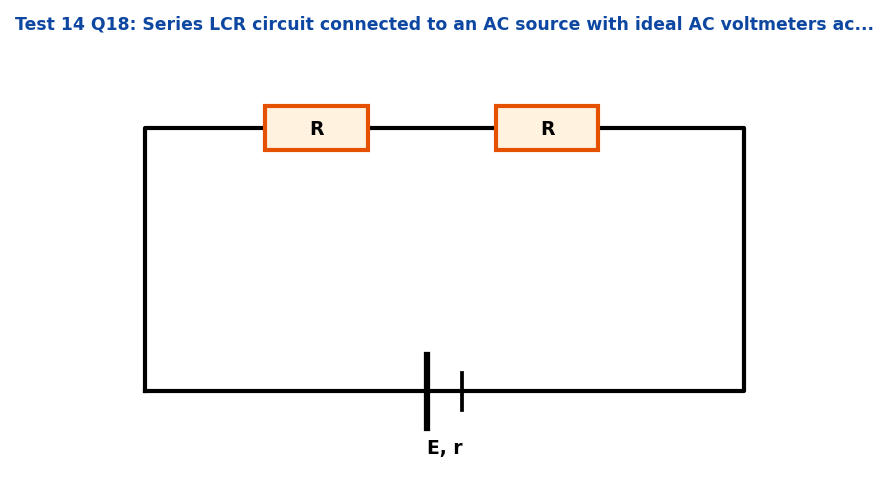 Test 14 Q18: Series LCR circuit connected to an AC source with ideal AC voltmeters ac...
R R
E, r